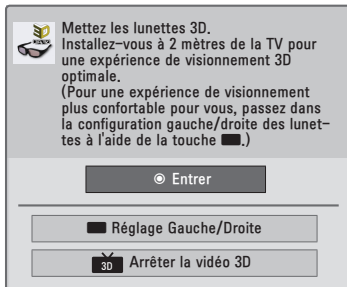 Mettez les lunettes 3D.
Installez-vous à 2 mètres de la TV pour
une expérience de visionnement 3D
optimale.
(Pour une expérience de visionnement
plus confortable pour vous, passez dans
la configuration gauche/droite des lunet-
tes à l'aide de la touche .)
Entrer
Réglage Gauche/Droite
3D Arrêter la vidéo 3D